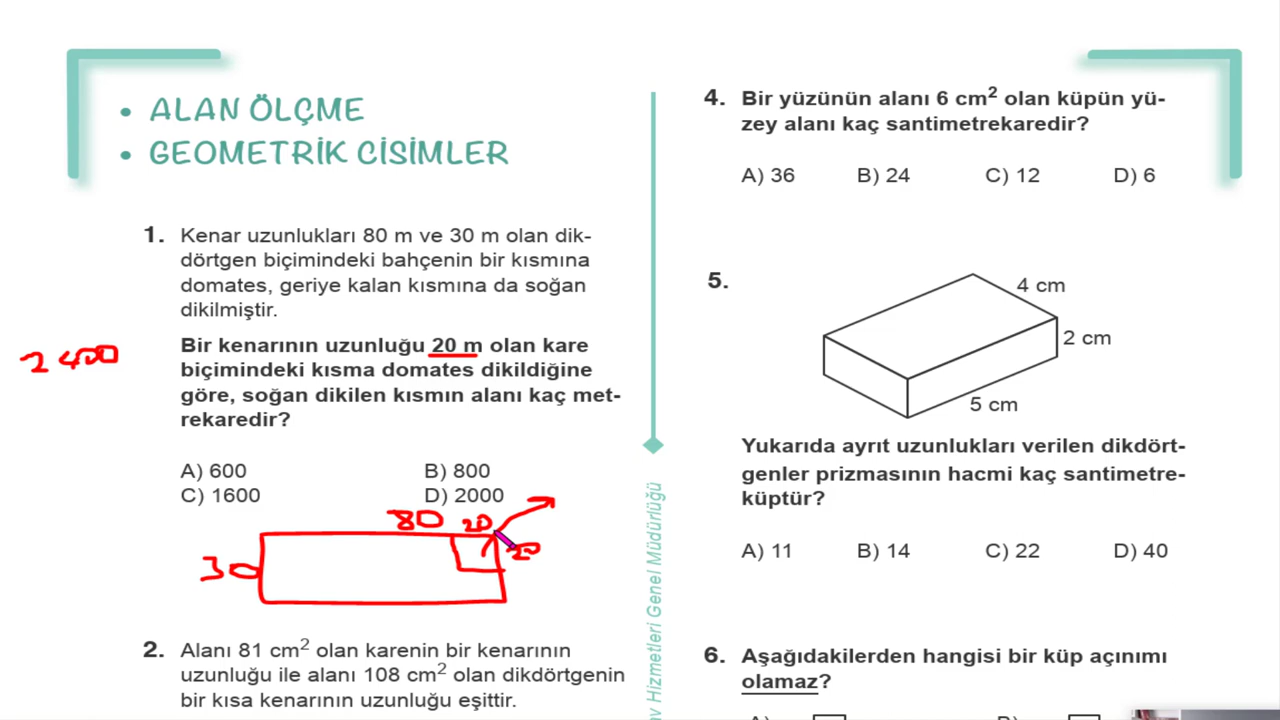 • ALAN ÖLÇME
• GEOMETRİK CİSİMLER
1. Kenar uzunlukları 80 m ve 30 m olan dik-
dörtgen biçimindeki bahçenin bir kısmına
domates, geriye kalan kısmına da soğan
dikilmiştir.
2400
Bir kenarının uzunluğu 20 m olan kare
biçimindeki kısma domates dikildiğine
göre, soğan dikilen kısmın alanı kaç met-
rekaredir?
A) 600 B) 800
C) 1600 D) 2000
80 20
20
30
2. Alanı 81 cm² olan karenin bir kenarının
uzunluğu ile alanı 108 cm² olan dikdörtgenin
bir kısa kenarının uzunluğu eşittir.
Hizmetleri Genel Müdürlüğü
4. Bir yüzünün alanı 6 cm² olan küpün yü-
zey alanı kaç santimetrekaredir?
A) 36 B) 24 C) 12 D) 6
5.
4 cm
2 cm
5 cm
Yukarıda ayrıt uzunlukları verilen dikdört-
genler prizmasının hacmi kaç santimetre-
küptür?
A) 11 B) 14 C) 22 D) 40
6. Aşağıdakilerden hangisi bir küp açınımı
olamaz?